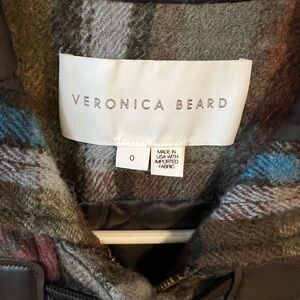 VERONICA BEARD
0
MADE IN
USA WITH
IMPORTED
FABRIC